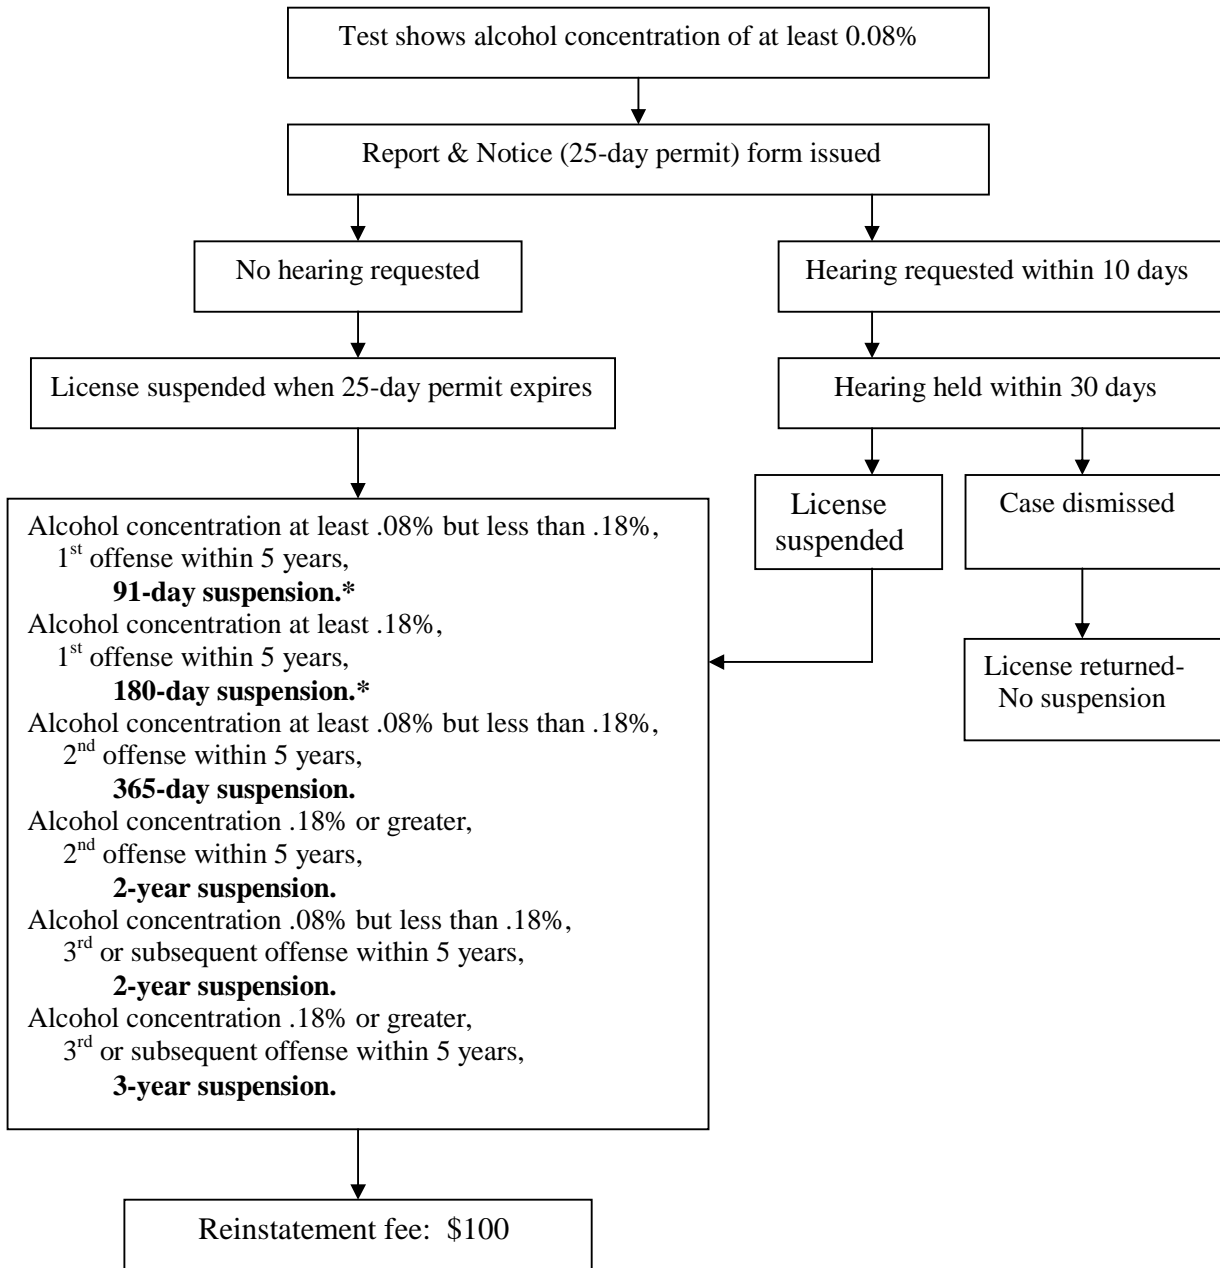 Test shows alcohol concentration of at least 0.08%
Report & Notice (25-day permit) form issued
No hearing requested
Hearing requested within 10 days
License suspended when 25-day permit expires
Hearing held within 30 days
License
suspended
Case dismissed
License returned-
No suspension
Alcohol concentration at least .08% but less than .18%,
1st offense within 5 years,
91-day suspension.*
Alcohol concentration at least .18%,
1st offense within 5 years,
180-day suspension.*
Alcohol concentration at least .08% but less than .18%,
2nd offense within 5 years,
365-day suspension.
Alcohol concentration .18% or greater,
2nd offense within 5 years,
2-year suspension.
Alcohol concentration .08% but less than .18%,
3rd or subsequent offense within 5 years,
2-year suspension.
Alcohol concentration .18% or greater,
3rd or subsequent offense within 5 years,
3-year suspension.
Reinstatement fee:  $100